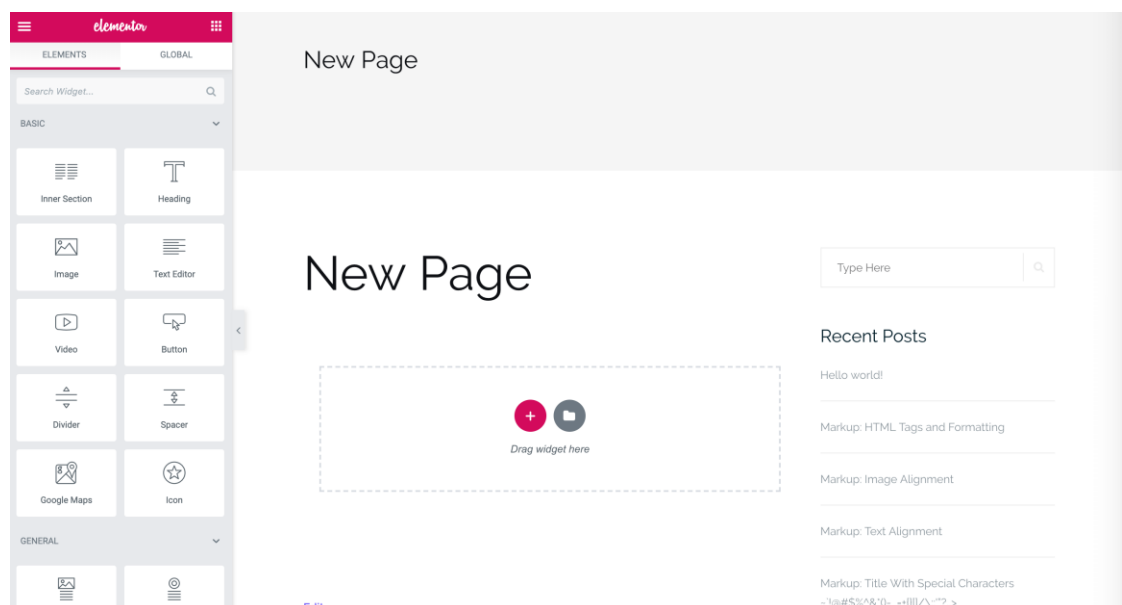 elementor
ELEMENTS
GLOBAL
Search Widget...
BASIC
Inner Section
Heading
Image
Text Editor
Video
Button
Divider
Spacer
Google Maps
Icon
GENERAL
New Page
New Page
Drag widget here
Type Here
Recent Posts
Hello world!
Markup: HTML Tags and Formatting
Markup: Image Alignment
Markup: Text Alignment
Markup: Title With Special Characters